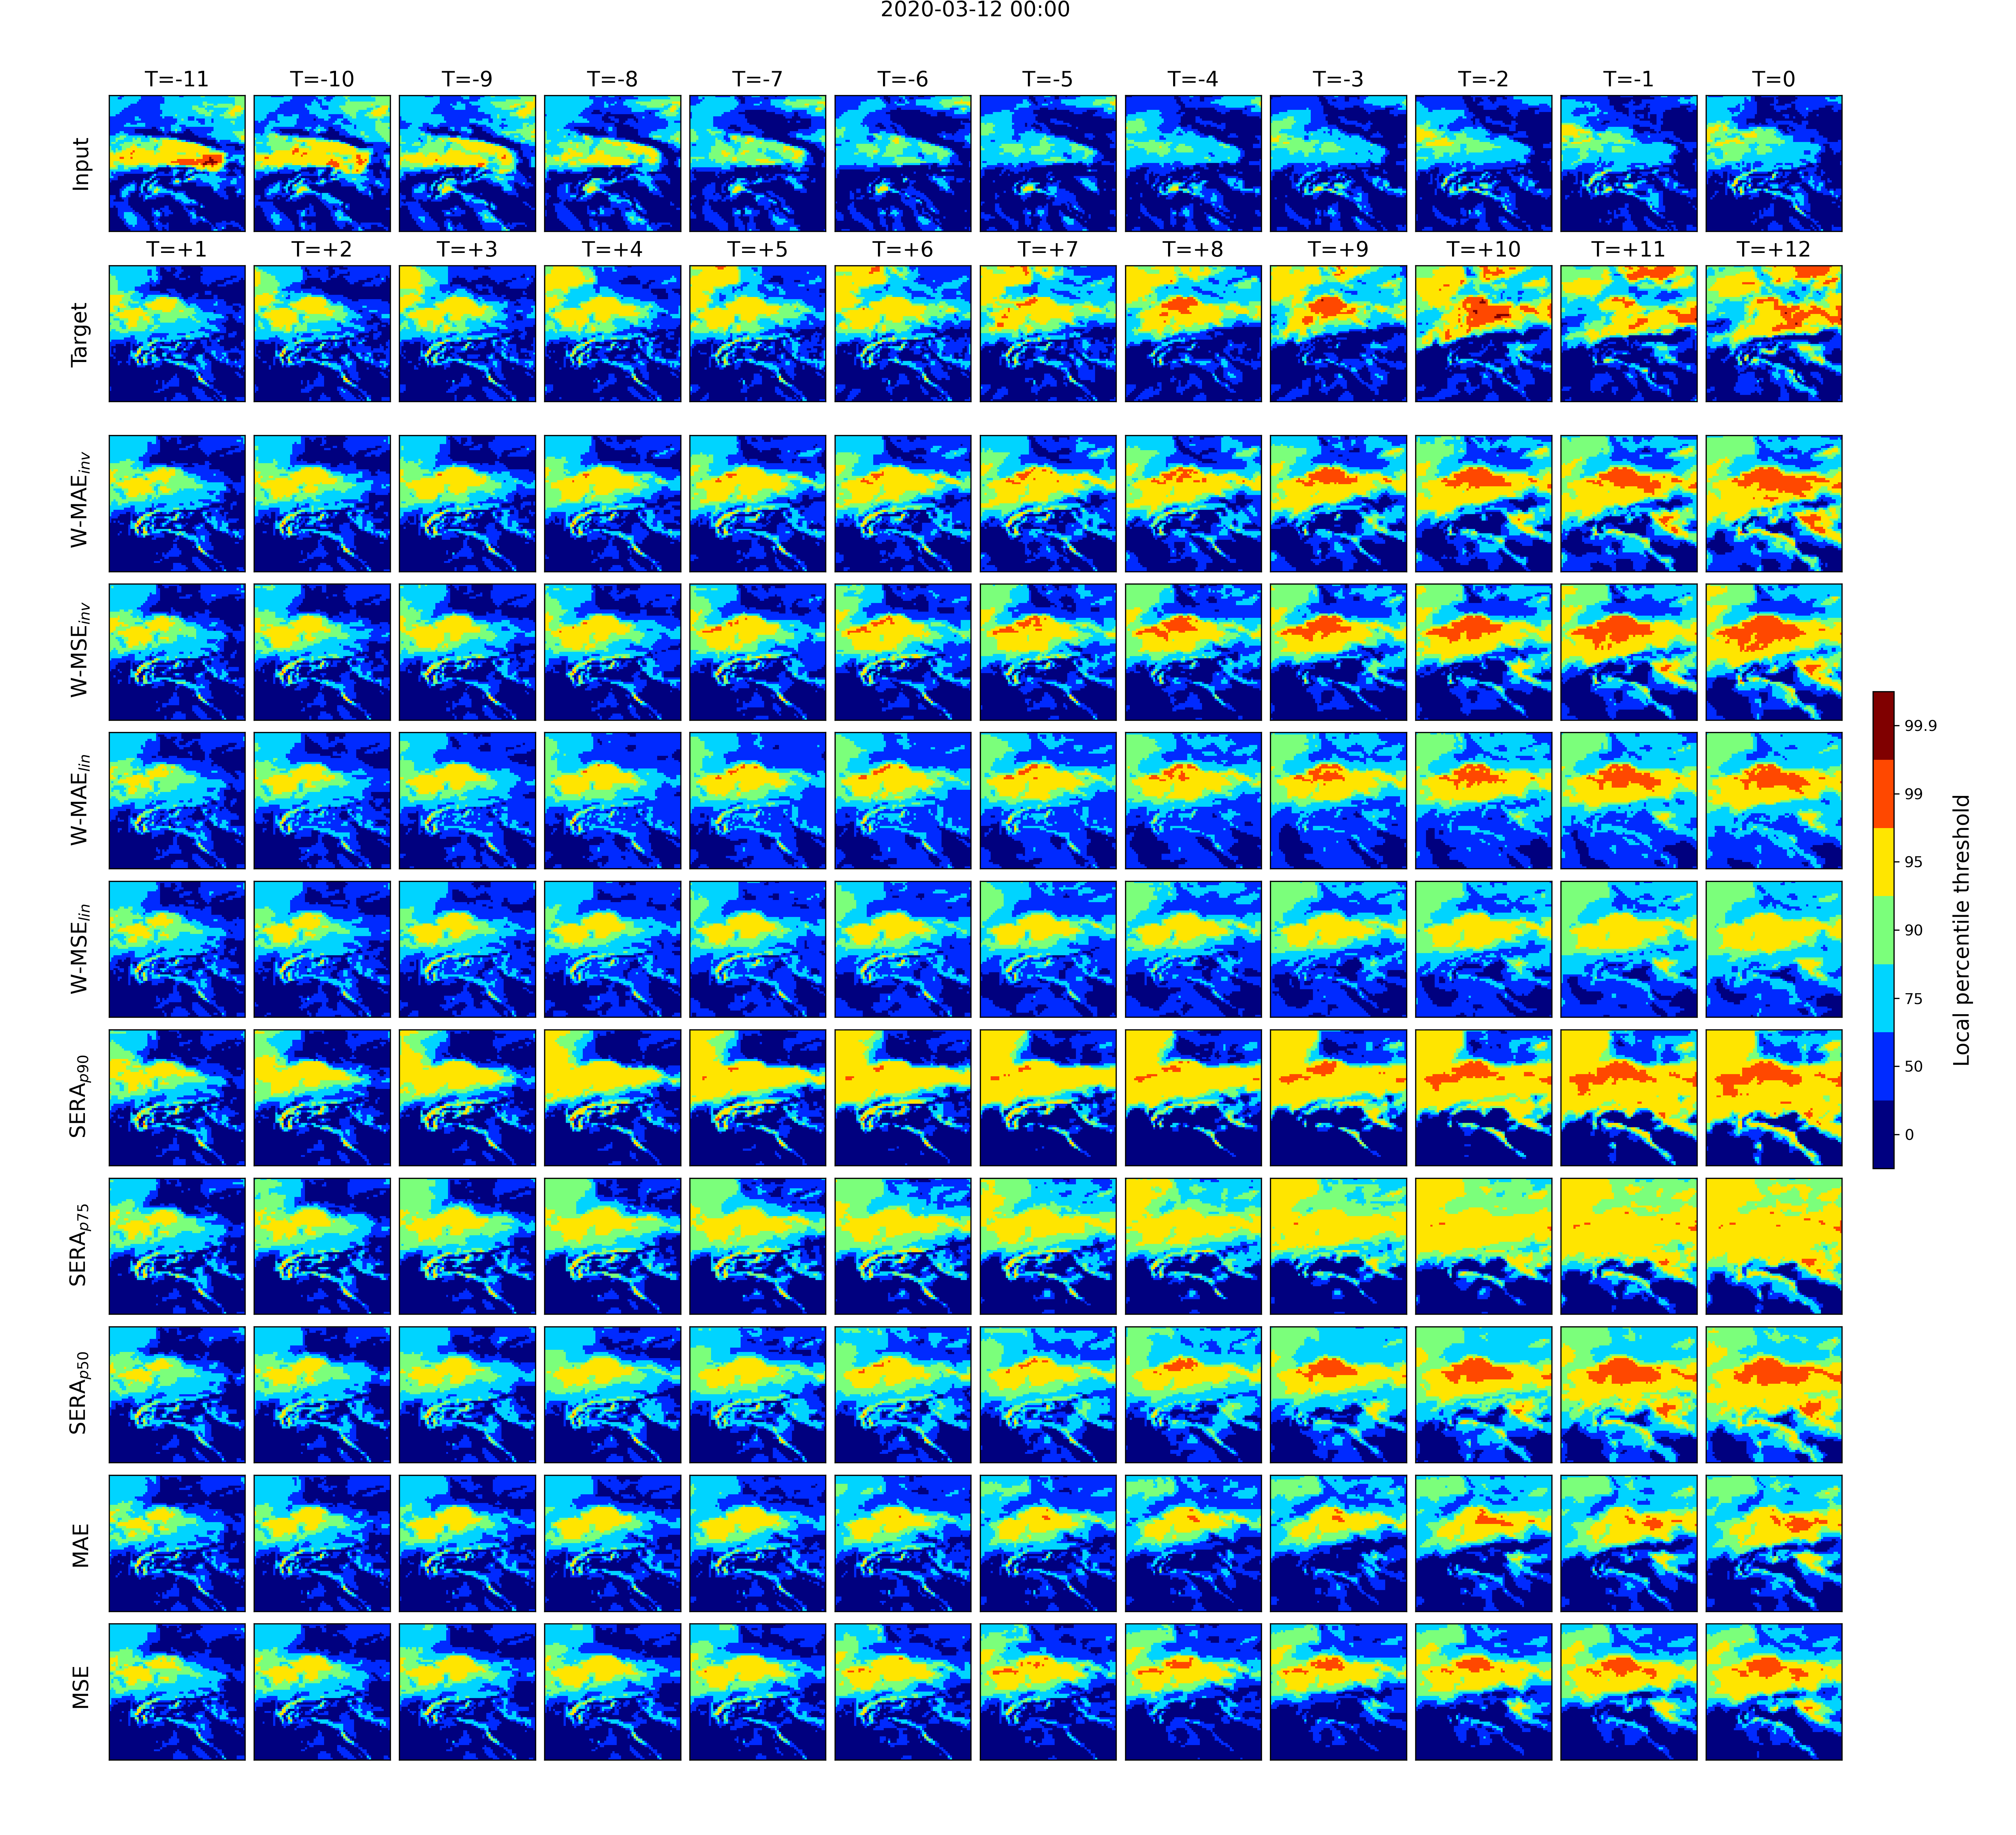 2020-03-12 00:00
T=-11 T=-10 T=-9 T=-8 T=-7 T=-6 T=-5 T=-4 T=-3 T=-2 T=-1 T=0
Input
T=+1 T=+2 T=+3 T=+4 T=+5 T=+6 T=+7 T=+8 T=+9 T=+10 T=+11 T=+12
Target
W-MAE_inv
W-MSE_inv
W-MAE_lin
W-MSE_lin
SERA_p90
SERA_p75
SERA_p50
MAE
MSE
99.9
99
95
90
75
50
0
Local percentile threshold